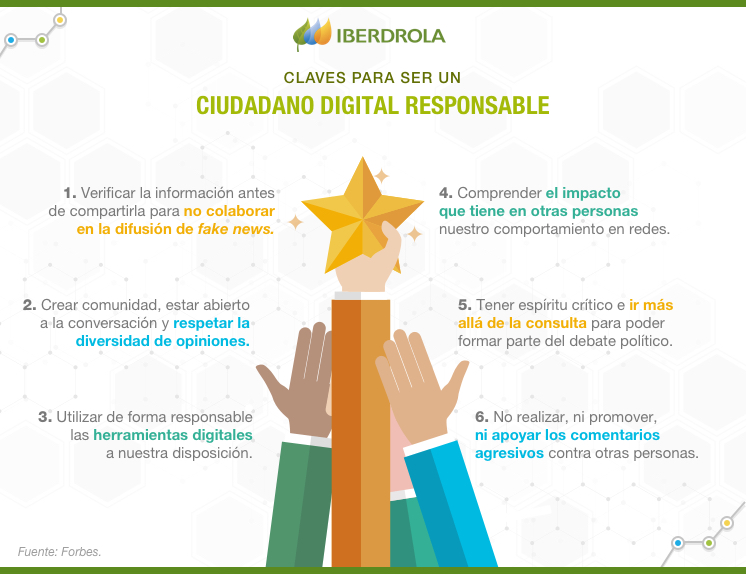 IBERDROLA
CLAVES PARA SER UN
CIUDADANO DIGITAL RESPONSABLE
1. Verificar la información antes
de compartirla para no colaborar
en la difusión de fake news.
2. Crear comunidad, estar abierto
a la conversación y respetar la
diversidad de opiniones.
3. Utilizar de forma responsable
las herramientas digitales
a nuestra disposición.
4. Comprender el impacto
que tiene en otras personas
nuestro comportamiento en redes.
5. Tener espíritu crítico e ir más
allá de la consulta para poder
formar parte del debate político.
6. No realizar, ni promover,
ni apoyar los comentarios
agresivos contra otras personas.
Fuente: Forbes.